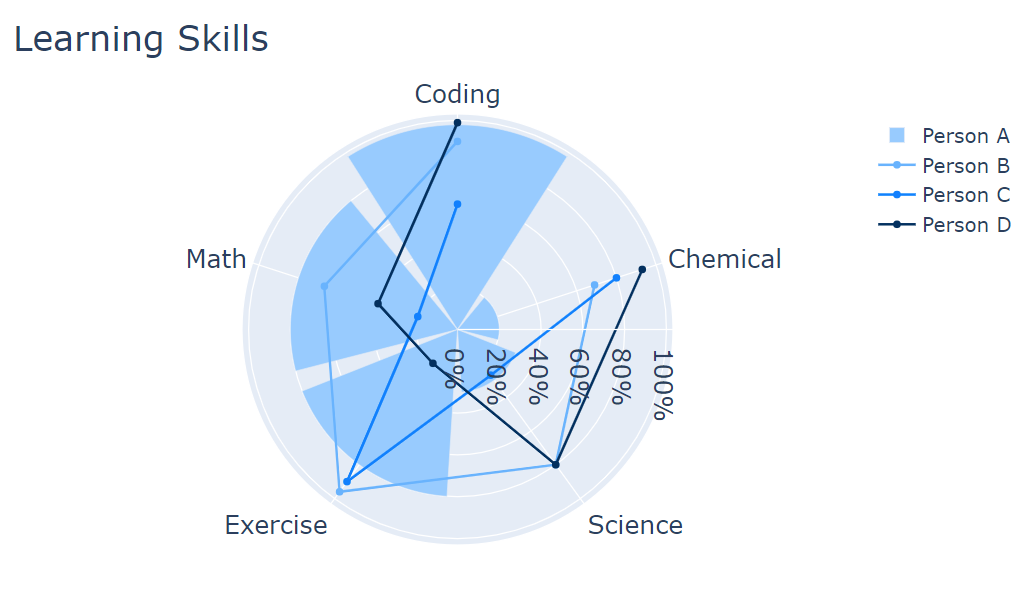 Learning Skills
Coding
Person A
Person B
Person C
Person D
Math
Chemical
0%
20%
40%
60%
80%
100%
Exercise
Science